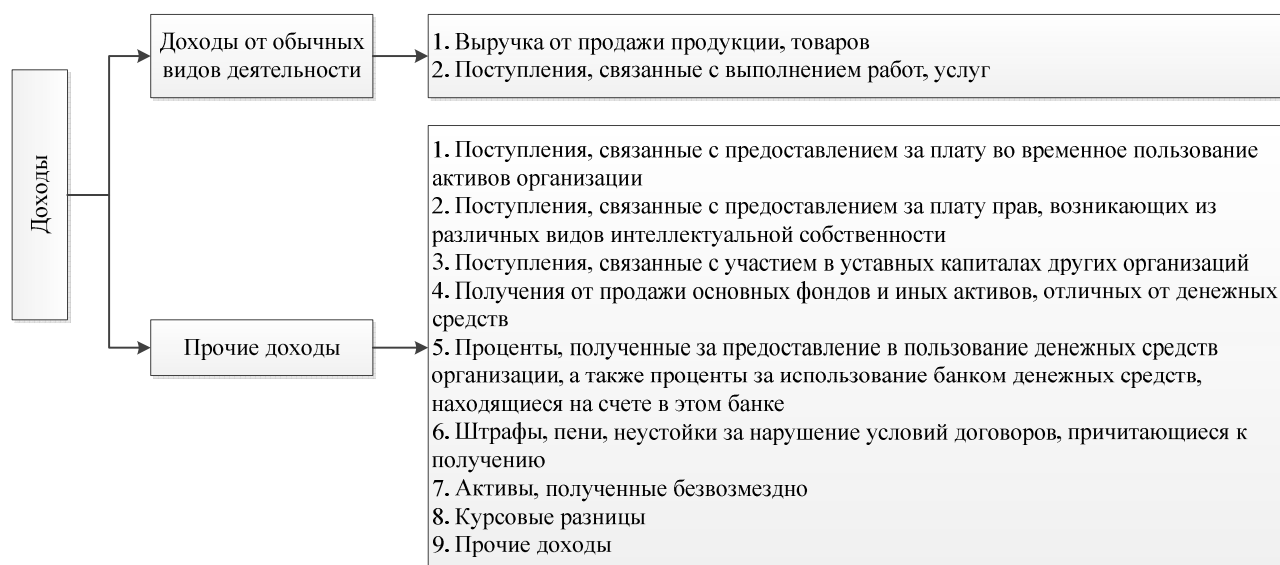 Доходы
Доходы от обычных
видов деятельности
1. Выручка от продажи продукции, товаров
2. Поступления, связанные с выполнением работ, услуг
Прочие доходы
1. Поступления, связанные с предоставлением за плату во временное пользование
активов организации
2. Поступления, связанные с предоставлением за плату прав, возникающих из
различных видов интеллектуальной собственности
3. Поступления, связанные с участием в уставных капиталах других организаций
4. Получения от продажи основных фондов и иных активов, отличных от денежных
средств
5. Проценты, полученные за предоставление в пользование денежных средств
организации, а также проценты за использование банком денежных средств,
находящиеся на счете в этом банке
6. Штрафы, пени, неустойки за нарушение условий договоров, причитающиеся к
получению
7. Активы, полученные безвозмездно
8. Курсовые разницы
9. Прочие доходы